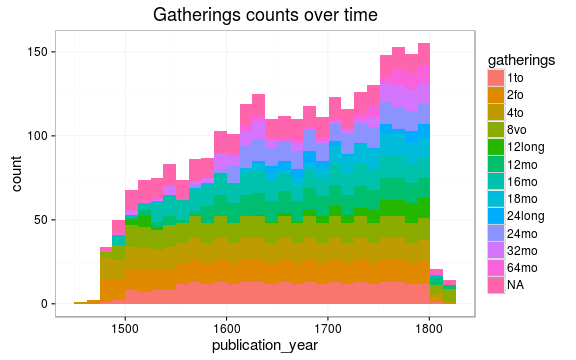 Gatherings counts over time
150
100
50
0
count
1500
1600
1700
1800
publication_year
gatherings
1to
2fo
4to
8vo
12long
12mo
16mo
18mo
24long
24mo
32mo
64mo
NA